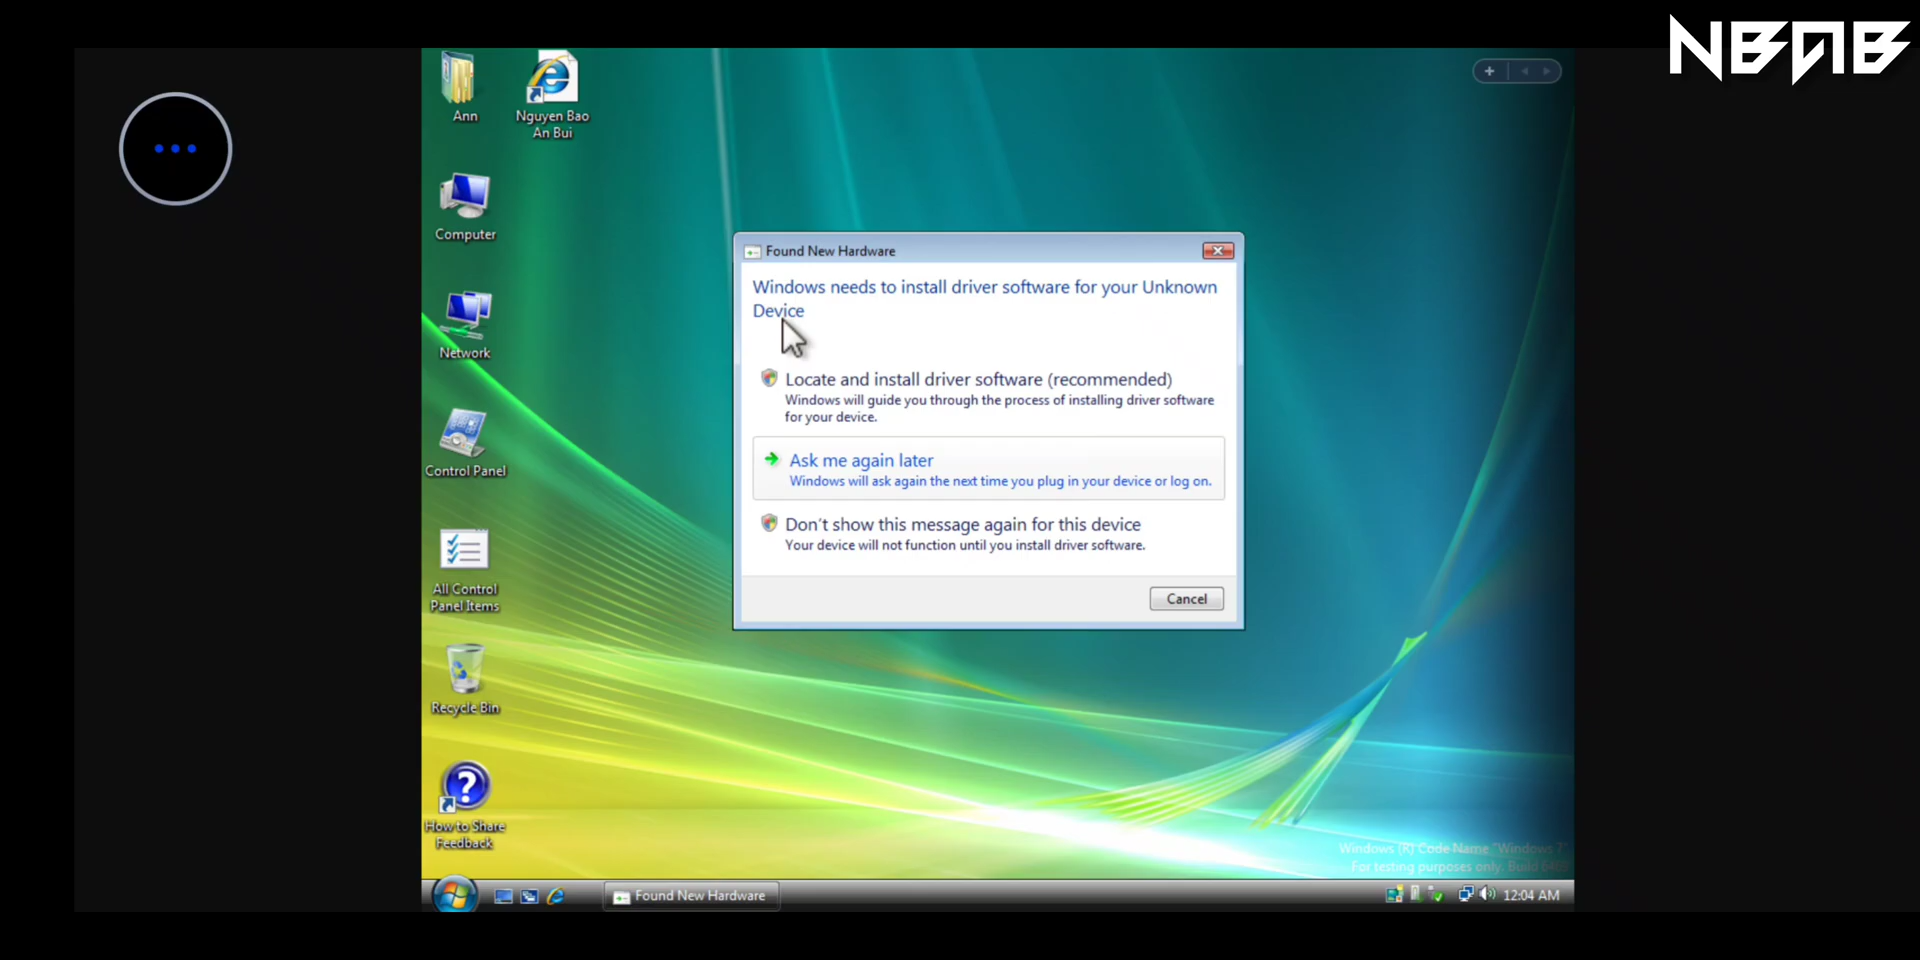 NBAB
Ann
Nguyen Bao
An Bui
Computer
Network
Control Panel
All Control
Panel Items
Recycle Bin
How to Share
Feedback
Found New Hardware
Windows needs to install driver software for your Unknown
Device
Locate and install driver software (recommended)
Windows will guide you through the process of installing driver software
for your device.
Ask me again later
Windows will ask again the next time you plug in your device or log on.
Don't show this message again for this device
Your device will not function until you install driver software.
Cancel
Windows (R) Code Name "Windows 7"
For testing purposes only. Build
Found New Hardware
12:04 AM